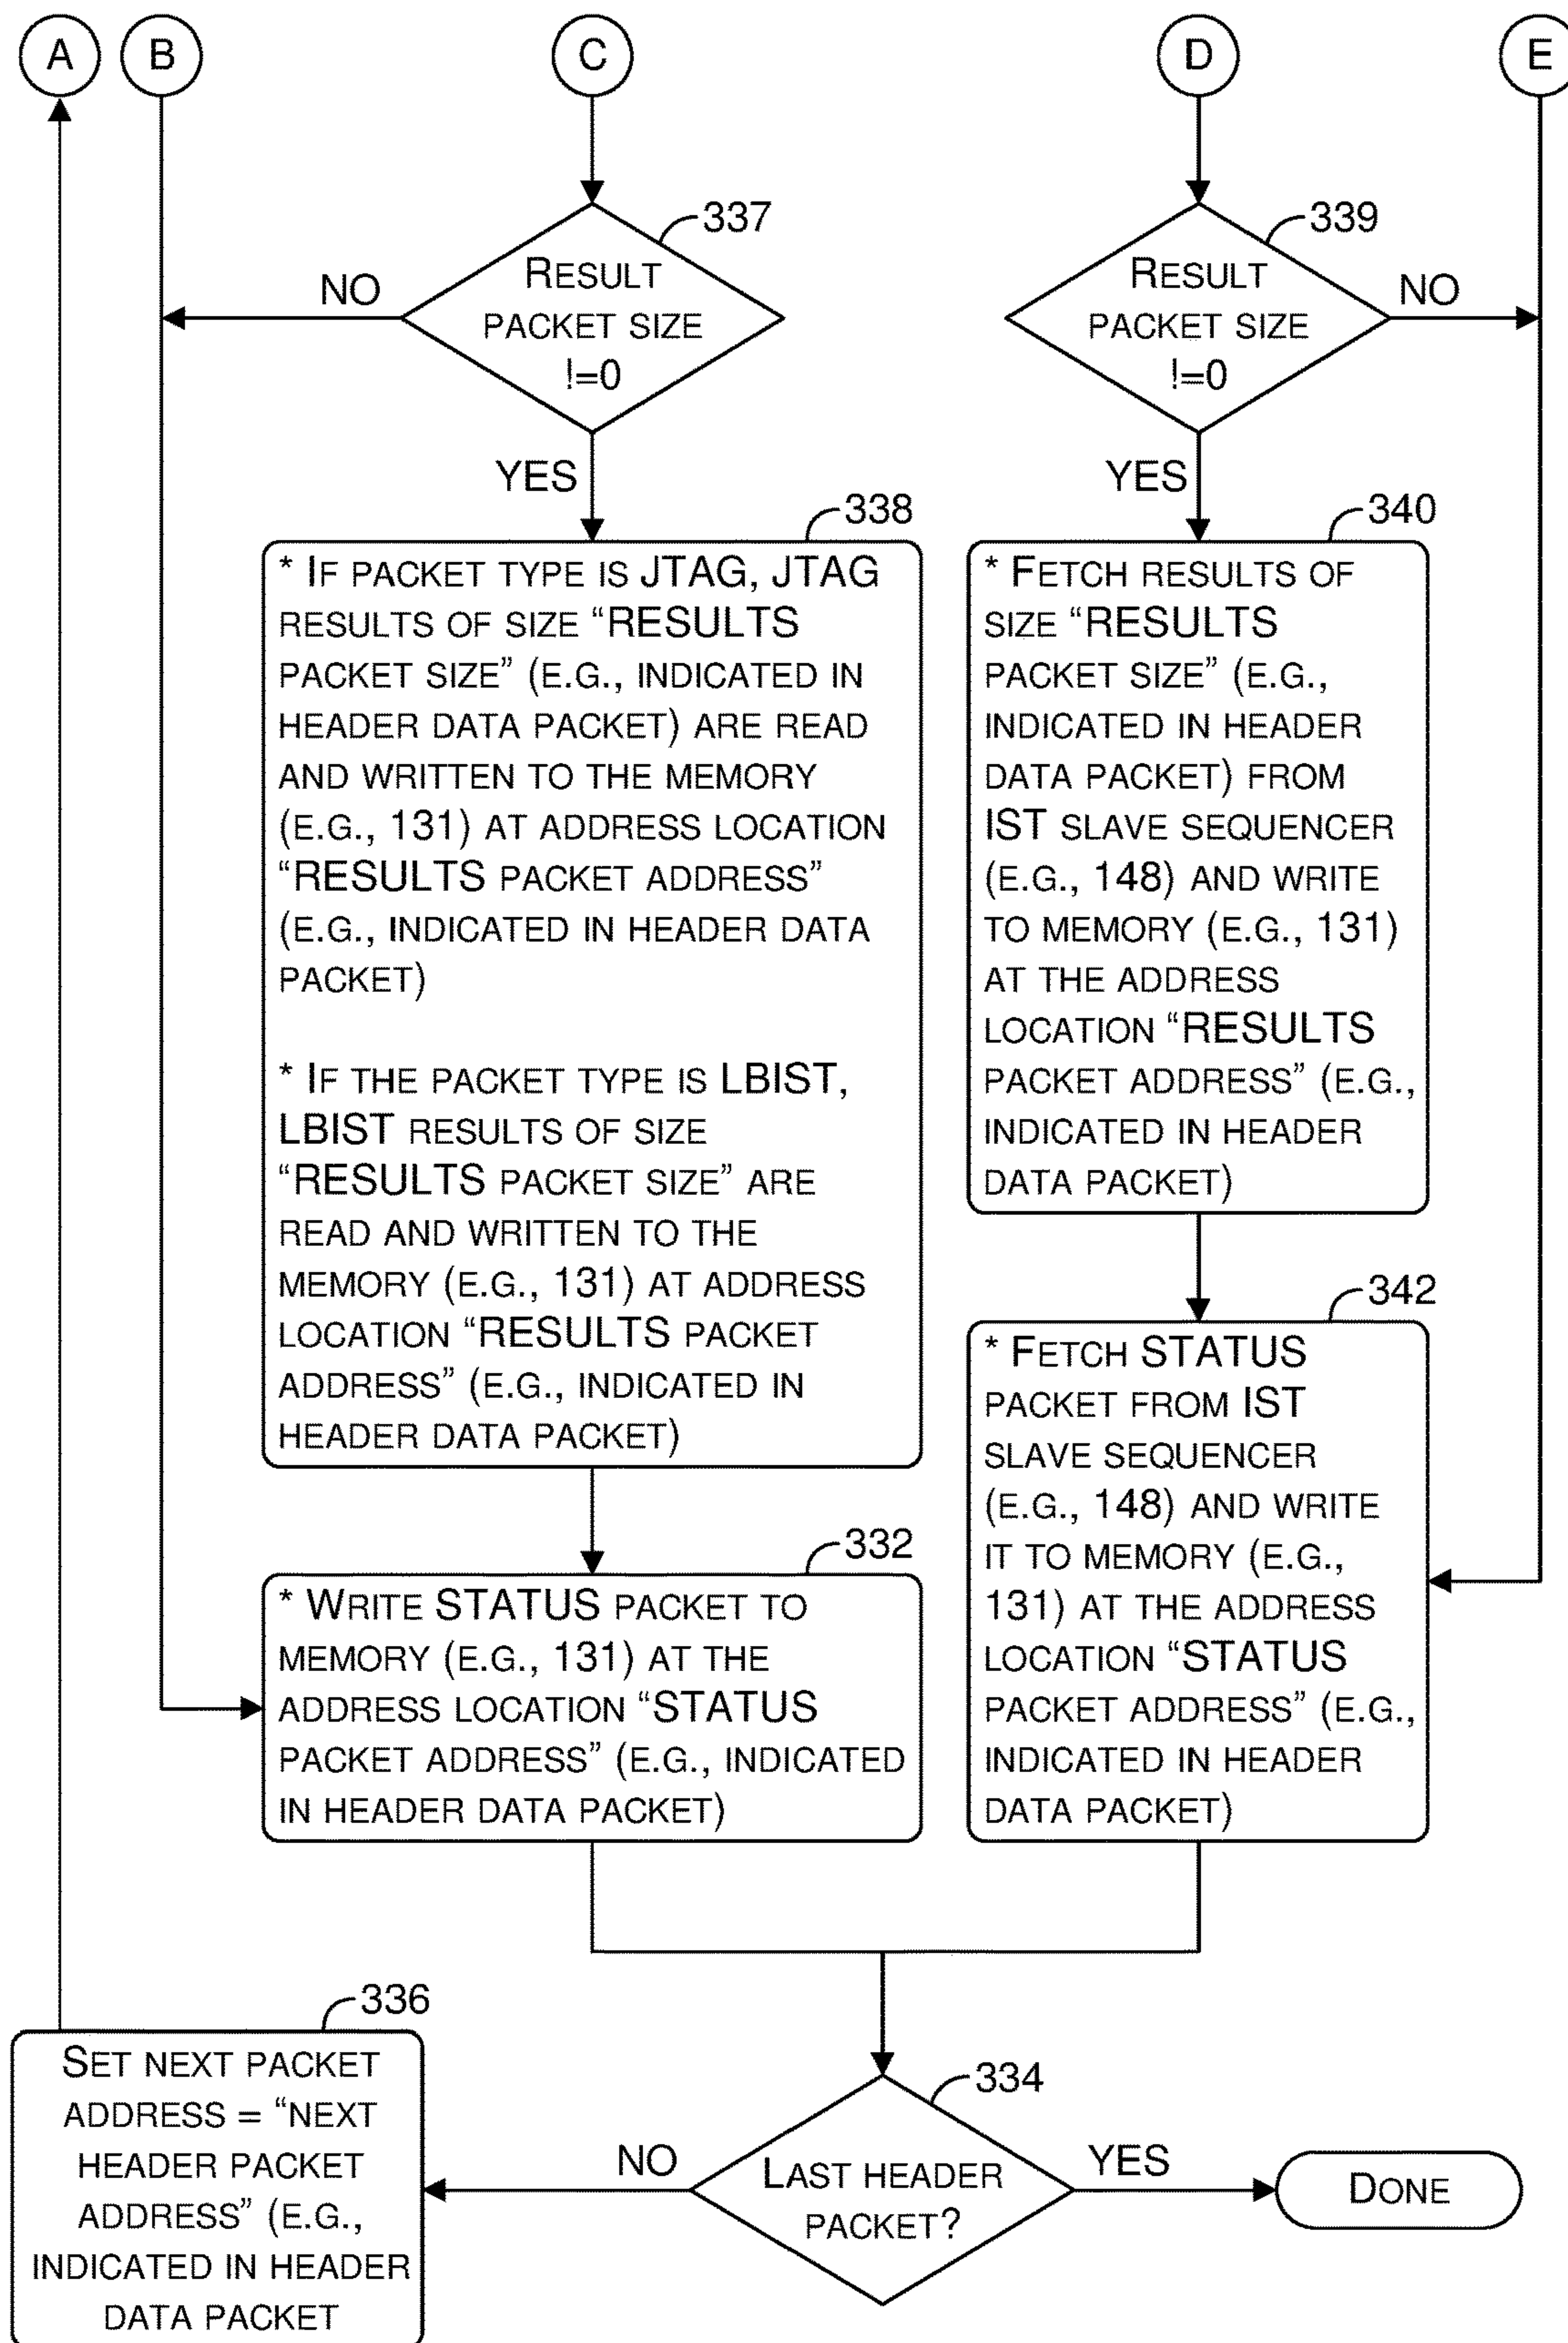 A
B
C
D
E
337
RESULT
PACKET SIZE
!=0
NO
YES
339
RESULT
PACKET SIZE
!=0
NO
YES
338
* IF PACKET TYPE IS JTAG, JTAG
RESULTS OF SIZE “RESULTS
PACKET SIZE” (E.G., INDICATED IN
HEADER DATA PACKET) ARE READ
AND WRITTEN TO THE MEMORY
(E.G., 131) AT ADDRESS LOCATION
“RESULTS PACKET ADDRESS”
(E.G., INDICATED IN HEADER DATA
PACKET)
* IF THE PACKET TYPE IS LBIST,
LBIST RESULTS OF SIZE
“RESULTS PACKET SIZE” ARE
READ AND WRITTEN TO THE
MEMORY (E.G., 131) AT ADDRESS
LOCATION “RESULTS PACKET
ADDRESS” (E.G., INDICATED IN
HEADER DATA PACKET)
340
* FETCH RESULTS OF
SIZE “RESULTS
PACKET SIZE” (E.G.,
INDICATED IN HEADER
DATA PACKET) FROM
IST SLAVE SEQUENCER
(E.G., 148) AND WRITE
TO MEMORY (E.G., 131)
AT THE ADDRESS
LOCATION “RESULTS
PACKET ADDRESS” (E.G.,
INDICATED IN HEADER
DATA PACKET)
332
* WRITE STATUS PACKET TO
MEMORY (E.G., 131) AT THE
ADDRESS LOCATION “STATUS
PACKET ADDRESS” (E.G., INDICATED
IN HEADER DATA PACKET)
342
* FETCH STATUS
PACKET FROM IST
SLAVE SEQUENCER
(E.G., 148) AND WRITE
IT TO MEMORY (E.G.,
131) AT THE ADDRESS
LOCATION “STATUS
PACKET ADDRESS” (E.G.,
INDICATED IN HEADER
DATA PACKET)
336
SET NEXT PACKET
ADDRESS = “NEXT
HEADER PACKET
ADDRESS” (E.G.,
INDICATED IN HEADER
DATA PACKET
334
LAST HEADER
PACKET?
NO
YES
DONE